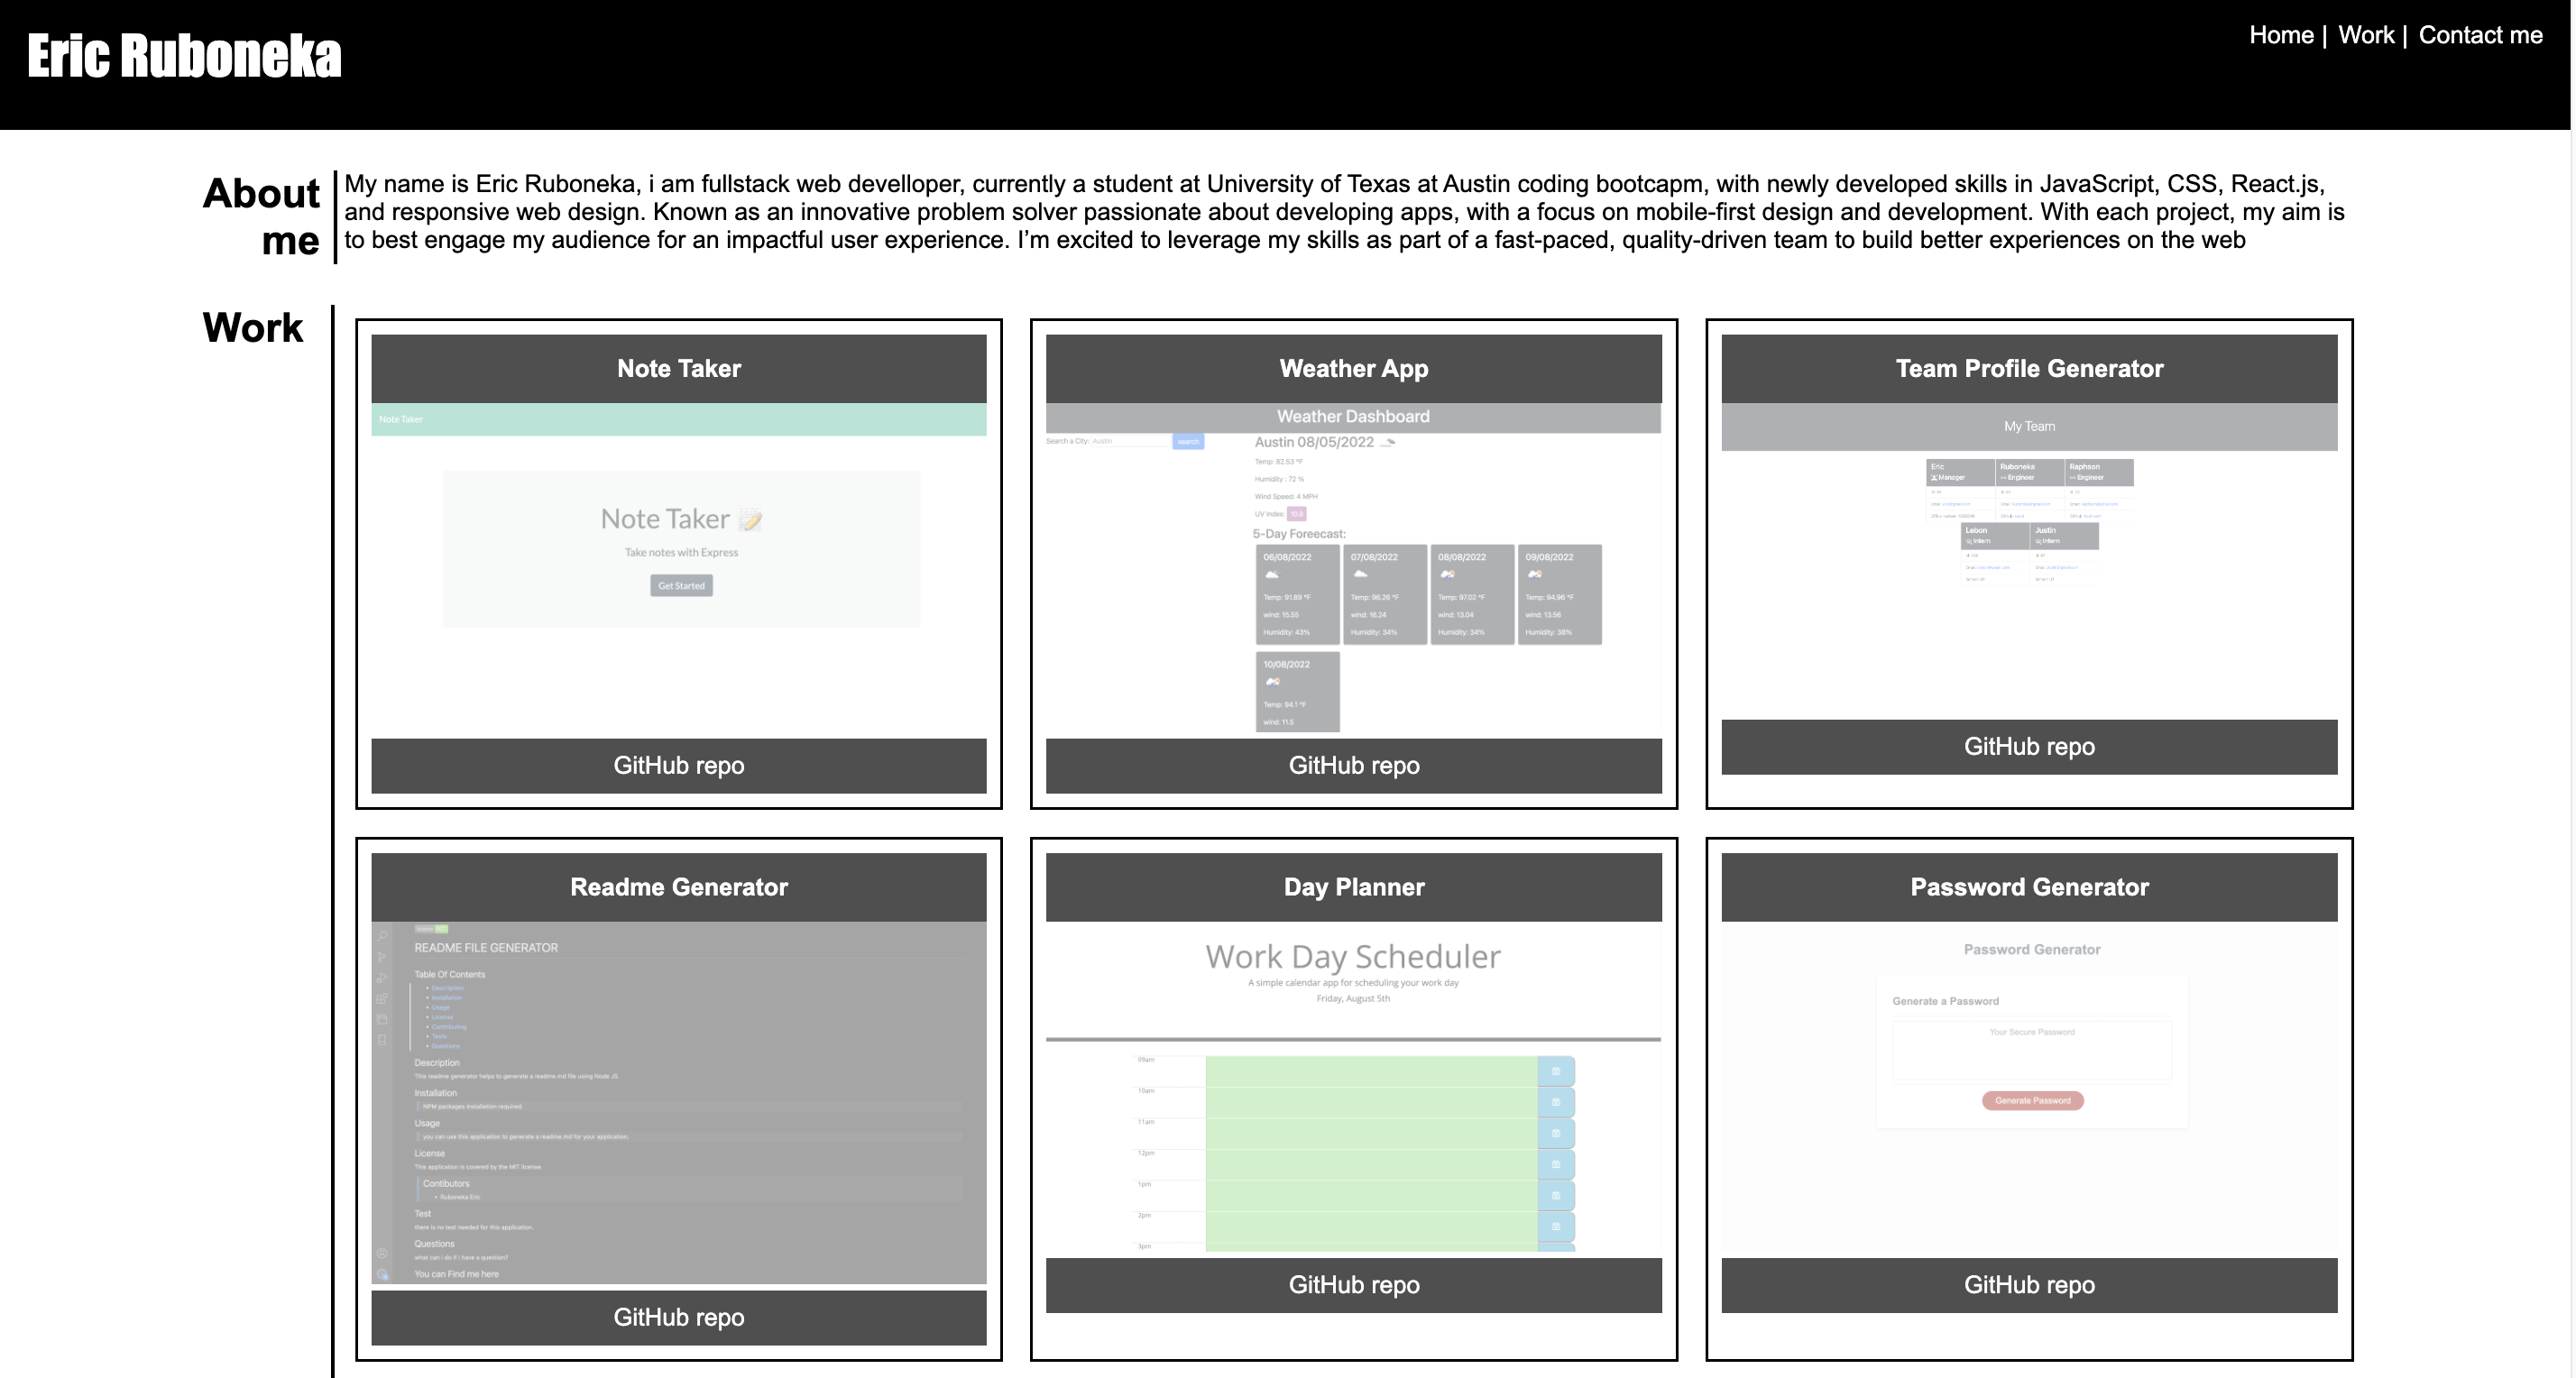 Eric Ruboneka
Home | Work | Contact me
About
me
My name is Eric Ruboneka, i am fullstack web develloper, currently a student at University of Texas at Austin coding bootcapm, with newly developed skills in JavaScript, CSS, React.js,
and responsive web design. Known as an innovative problem solver passionate about developing apps, with a focus on mobile-first design and development. With each project, my aim is
to best engage my audience for an impactful user experience. I’m excited to leverage my skills as part of a fast-paced, quality-driven team to build better experiences on the web
Work
Note Taker
Note Taker
Note Taker
Take notes with Express
Get Started
GitHub repo
Weather App
Weather Dashboard
Search a City: Austin
search
Austin 08/05/2022
Temp: 82.53 °F
Humidity : 72 %
Wind Speed: 4 MPH
UV index: 10.9
5-Day Foreecast:
06/08/2022
Temp: 91.89 °F
wind: 15.55
Humidity: 43%
07/08/2022
Temp: 96.26 °F
wind: 16.24
Humidity: 34%
08/08/2022
Temp: 97.02 °F
wind: 13.04
Humidity: 34%
09/08/2022
Temp: 94.96 °F
wind: 13.56
Humidity: 38%
10/08/2022
Temp: 94.1 °F
wind: 11.5
GitHub repo
Team Profile Generator
My Team
Eric
Manager
Ruboneka
Engineer
Raphson
Engineer
Lebon
Intern
Justin
Intern
GitHub repo
Readme Generator
README FILE GENERATOR
Table Of Contents
Description
Installation
Usage
License
Contributing
Tests
Questions
Description
This readme generator helps to generate a readme.md file using Node JS
Installation
NPM packages installation required.
Usage
you can use this application to generate a readme.md for your application.
License
This application is covered by the MIT license.
Contibutors
Ruboneka Eric
Test
there is no test needed for this application.
Questions
what can i do if i have a question?
You can Find me here
GitHub repo
Day Planner
Work Day Scheduler
A simple calendar app for scheduling your work day
Friday, August 5th
09am
10am
11am
12pm
1pm
2pm
3pm
GitHub repo
Password Generator
Password Generator
Generate a Password
Your Secure Password
Generate Password
GitHub repo